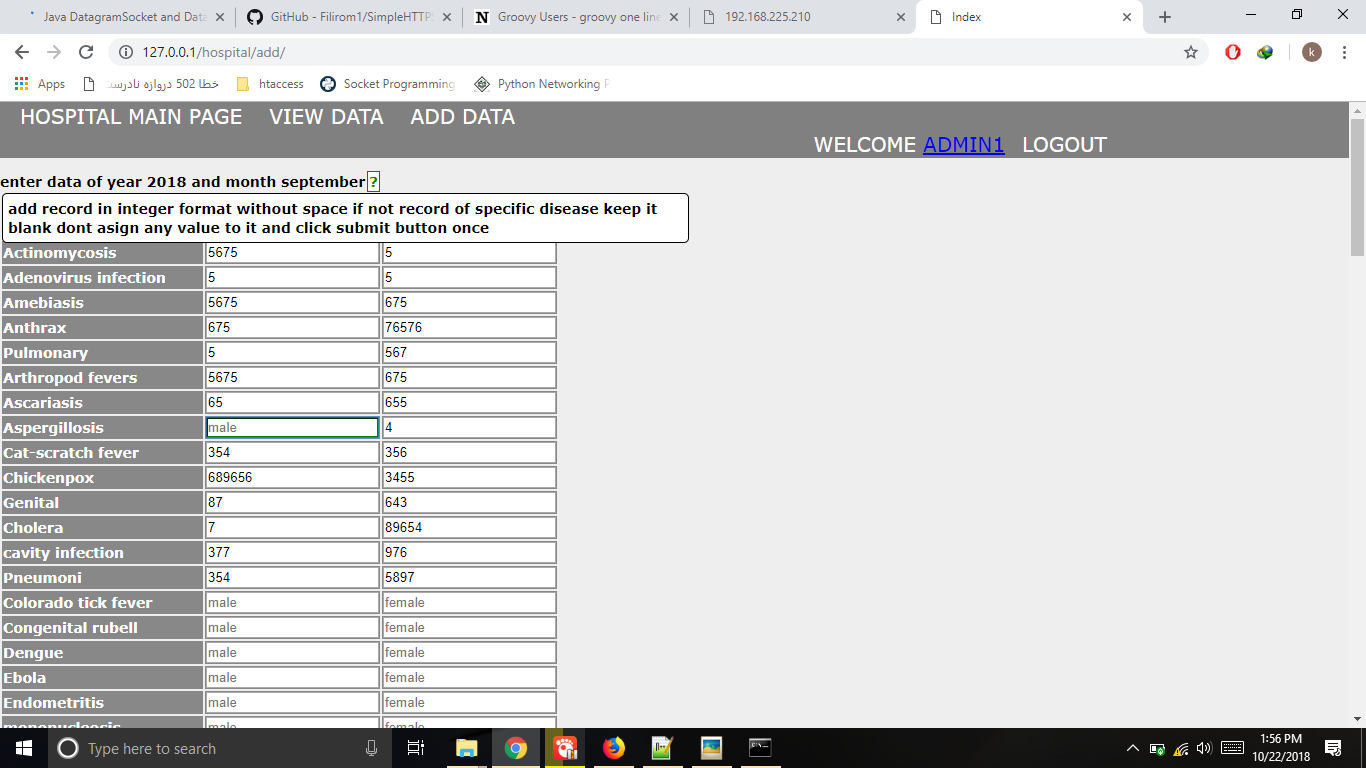 Java DatagramSocket and Data
GitHub - Filirom1/SimpleHTTPS
Groovy Users - groovy one line
192.168.225.210
Index
127.0.0.1/hospital/add/
k
Apps
خطا 502 دروازه نادرست
htaccess
Socket Programming
Python Networking P
HOSPITAL MAIN PAGE VIEW DATA ADD DATA
WELCOME ADMIN1 LOGOUT
enter data of year 2018 and month september ?
add record in integer format without space if not record of specific disease keep it
blank dont asign any value to it and click submit button once
Actinomycosis 5675 5
Adenovirus infection 5 5
Amebiasis 5675 675
Anthrax 675 76576
Pulmonary 5 567
Arthropod fevers 5675 675
Ascariasis 65 655
Aspergillosis male 4
Cat-scratch fever 354 356
Chickenpox 689656 3455
Genital 87 643
Cholera 7 89654
cavity infection 377 976
Pneumoni 354 5897
Colorado tick fever male female
Congenital rubell male female
Dengue male female
Ebola male female
Endometritis male female
mononucleosis male female
Type here to search
1:56 PM
10/22/2018